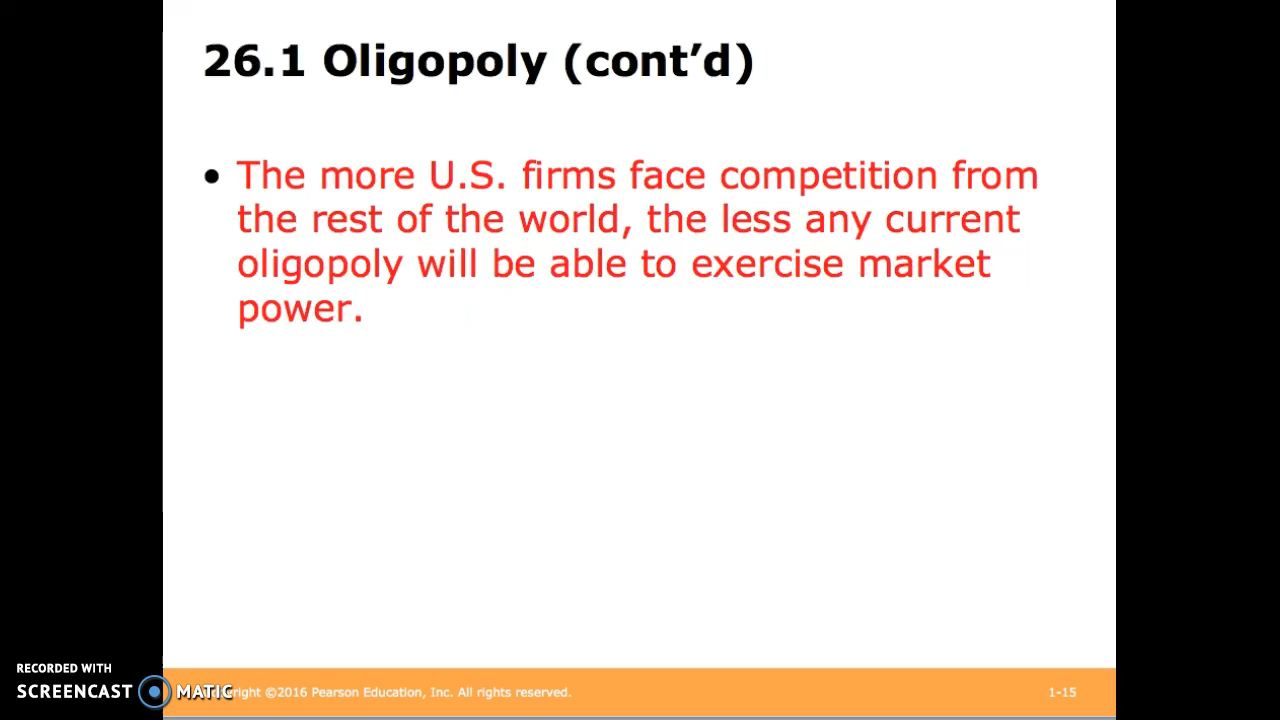 26.1 Oligopoly (cont’d)
• The more U.S. firms face competition from
the rest of the world, the less any current
oligopoly will be able to exercise market
power.
RECORDED WITH
SCREENCAST MATIC
©2016 Pearson Education, Inc. All rights reserved.
1-15